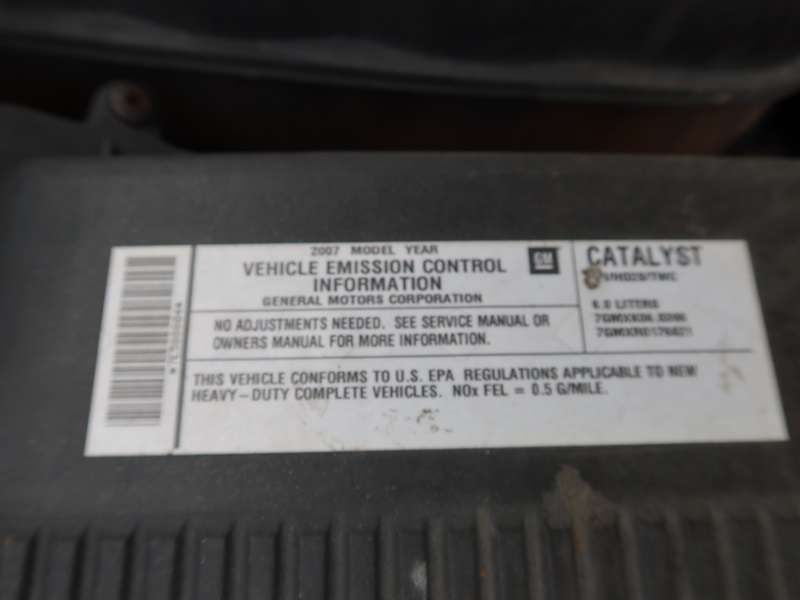 2007 MODEL YEAR
VEHICLE EMISSION CONTROL
INFORMATION
GENERAL MOTORS CORPORATION
GM
NO ADJUSTMENTS NEEDED. SEE SERVICE MANUAL OR
OWNERS MANUAL FOR MORE INFORMATION.
CATALYST
6.0 LITERS
THIS VEHICLE CONFORMS TO U.S. EPA REGULATIONS APPLICABLE TO NEW
HEAVY-DUTY COMPLETE VEHICLES. NOx FEL = 0.5 G/MILE.